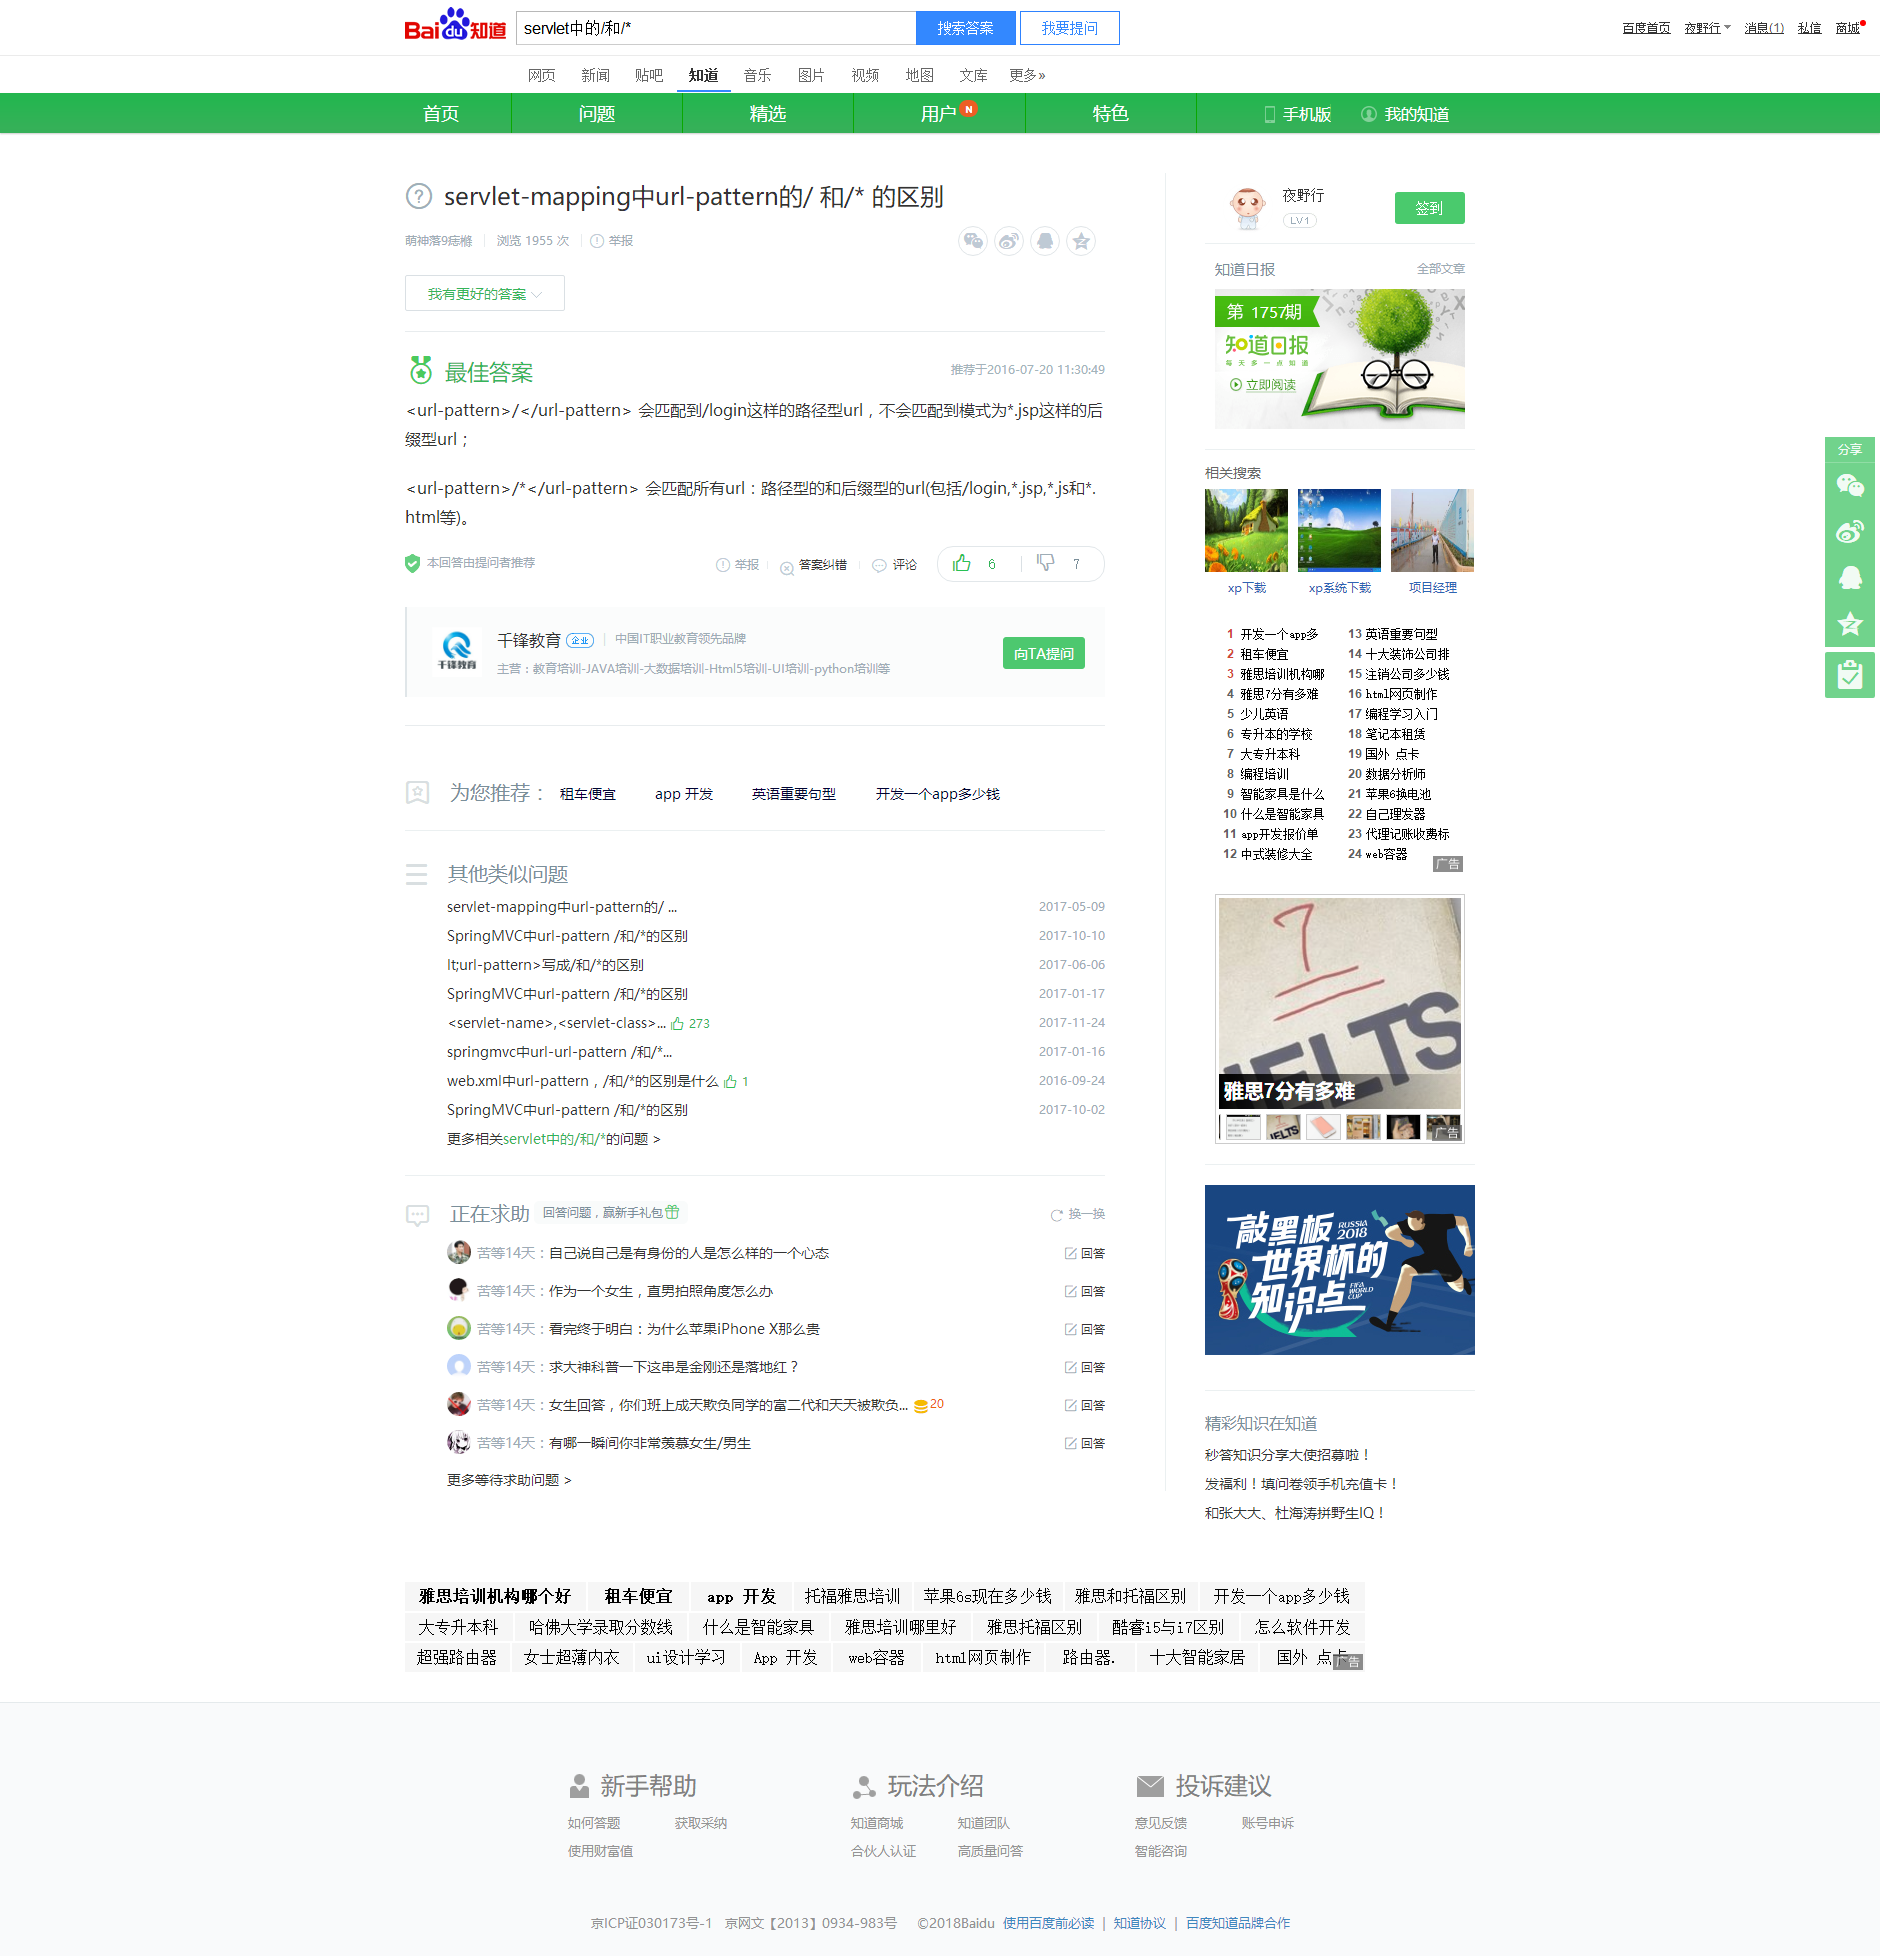 Baidu知道
servlet中的/和/*
搜索答案
我要提问
百度首页 夜野行 消息(1) 私信 商城
网页 新闻 贴吧 知道 音乐 图片 视频 地图 文库 更多»
首页 问题 精选 用户 N 特色 手机版 我的知道
servlet-mapping中url-pattern的/ 和/* 的区别
浏览 1955 次 举报
我有更好的答案
最佳答案
推荐于2016-07-20 11:30:49
<url-pattern>/</url-pattern> 会匹配到/login这样的路径型url，不会匹配到模式为*.jsp这样的后
缀型url；
<url-pattern>/*</url-pattern> 会匹配所有url：路径型的和后缀型的url(包括/login,*.jsp,*.js和*.
html等)。
本回答由提问者推荐
举报 答案纠错 评论 6 7
千锋教育
千锋教育 企业 中国IT职业教育领先品牌
主营：教育培训-JAVA培训-大数据培训-Html5培训-UI培训-python培训等
向TA提问
为您推荐： 租车便宜 app 开发 英语重要句型 开发一个app多少钱
其他类似问题
servlet-mapping中url-pattern的/ ... 2017-05-09
SpringMVC中url-pattern /和/*的区别 2017-10-10
lt;url-pattern>写成/和/*的区别 2017-06-06
SpringMVC中url-pattern /和/*的区别 2017-01-17
<servlet-name>,<servlet-class>... 273 2017-11-24
springmvc中url-url-pattern /和/*... 2017-01-16
web.xml中url-pattern，/和/*的区别是什么 1 2016-09-24
SpringMVC中url-pattern /和/*的区别 2017-10-02
更多相关servlet中的/和/*的问题 >
正在求助 回答问题，赢新手礼包 换一换
苦等14天：自己说自己是有身份的人是怎么样的一个心态 回答
苦等14天：作为一个女生，直男拍照角度怎么办 回答
苦等14天：看完终于明白：为什么苹果iPhone X那么贵 回答
苦等14天：求大神科普一下这串是金刚还是落地红？ 回答
苦等14天：女生回答，你们班上成天欺负同学的富二代和天天被欺负... 20 回答
苦等14天：有哪一瞬间你非常羡慕女生/男生 回答
更多等待求助问题 >
夜野行
LV1
签到
知道日报 全部文章
第 1757期
知道日报
每天多一点知道
立即阅读
相关搜索
xp下载 xp系统下载 项目经理
1 开发一个app多 13 英语重要句型
2 租车便宜 14 十大装饰公司排
3 雅思培训机构哪 15 注销公司多少钱
4 雅思7分有多难 16 html网页制作
5 少儿英语 17 编程学习入门
6 专升本的学校 18 笔记本租赁
7 大专升本科 19 国外 点卡
8 编程培训 20 数据分析师
9 智能家具是什么 21 苹果6换电池
10 什么是智能家具 22 自己理发器
11 app开发报价单 23 代理记账收费标
12 中式装修大全 24 web容器
广告
7
IELTS
雅思7分有多难
IELTS
广告
敲黑板
RUSSIA
2018
世界杯的
FIFA
WORLD
CUP
知识点
精彩知识在知道
秒答知识分享大使招募啦！
发福利！填问卷领手机充值卡！
和张大大、杜海涛拼野生IQ！
分享
雅思培训机构哪个好 租车便宜 app 开发 托福雅思培训 苹果6s现在多少钱 雅思和托福区别 开发一个app多少钱
大专升本科 哈佛大学录取分数线 什么是智能家具 雅思培训哪里好 雅思托福区别 酷睿i5与i7区别 怎么软件开发
超强路由器 女士超薄内衣 ui设计学习 App 开发 web容器 html网页制作 路由器. 十大智能家居 国外 点卡
广告
新手帮助 玩法介绍 投诉建议
如何答题 获取采纳 知道商城 知道团队 意见反馈 账号申诉
使用财富值 合伙人认证 高质量问答 智能咨询
京ICP证030173号-1 京网文【2013】0934-983号 ©2018Baidu 使用百度前必读 | 知道协议 | 百度知道品牌合作